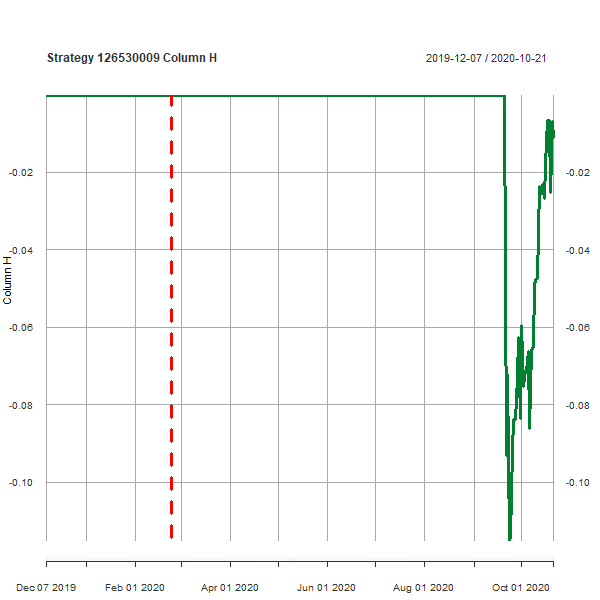 Strategy 126530009 Column H
2019-12-07 / 2020-10-21
-0.02
-0.02
-0.04
-0.04
-0.06
-0.06
-0.08
-0.08
-0.10
-0.10
Column H
Dec 07 2019
Feb 01 2020
Apr 01 2020
Jun 01 2020
Aug 01 2020
Oct 01 2020